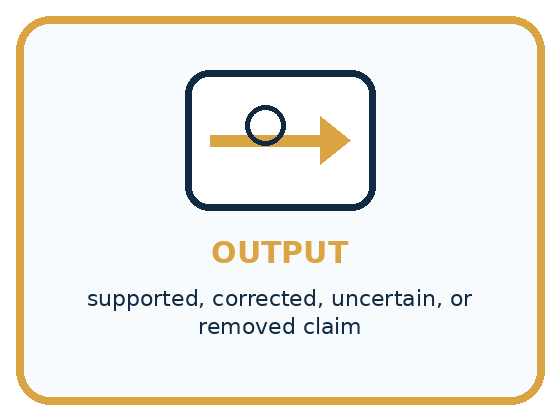 OUTPUT
supported, corrected, uncertain, or
removed claim